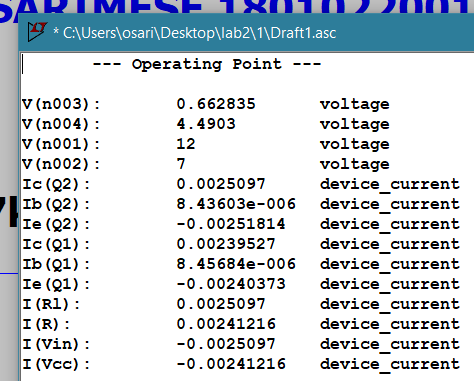 SARIMESE 1801022001
* C:\Users\osari\Desktop\lab2\1\Draft1.asc
--- Operating Point ---
V(n003): 0.662835 voltage
V(n004): 4.4903 voltage
V(n001): 12 voltage
V(n002): 7 voltage
Ic(Q2): 0.0025097 device_current
Ib(Q2): 8.43603e-006 device_current
Ie(Q2): -0.00251814 device_current
Ic(Q1): 0.00239527 device_current
Ib(Q1): 8.45684e-006 device_current
Ie(Q1): -0.00240373 device_current
I(Rl): 0.0025097 device_current
I(R): 0.00241216 device_current
I(Vin): -0.0025097 device_current
I(Vcc): -0.00241216 device_current